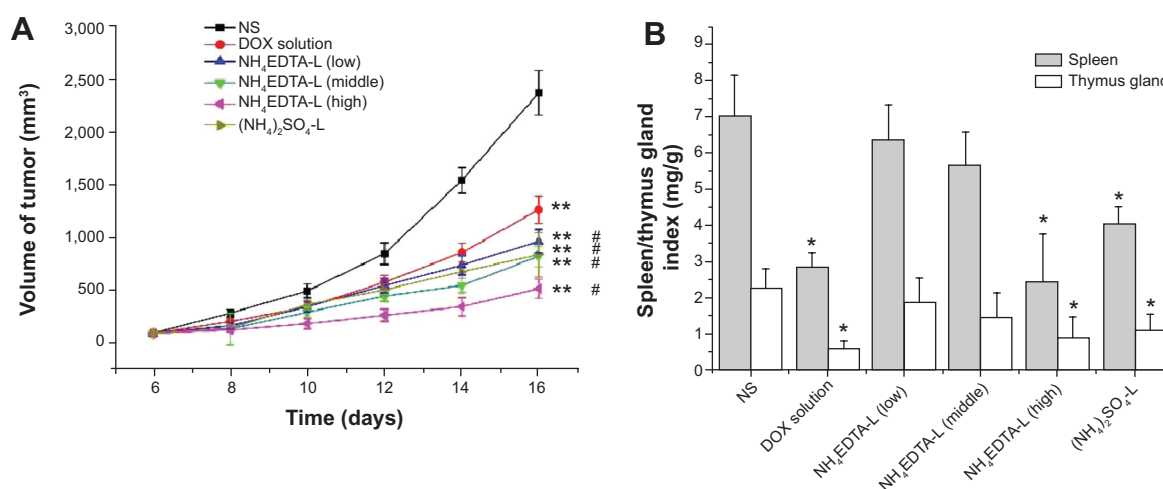 A
3,000
2,500
2,000
1,500
1,000
500
0
Volume of tumor (mm³)
6
8
10
12
14
16
Time (days)
NS
DOX solution
NH₄EDTA-L (low)
NH₄EDTA-L (middle)
NH₄EDTA-L (high)
(NH₄)₂SO₄-L
**
** #
** #
** #
** #
B
9
8
7
6
5
4
3
2
1
0
Spleen/thymus gland
index (mg/g)
Spleen
Thymus gland
*
*
*
*
*
*
NS
DOX solution
NH₄EDTA-L (low)
NH₄EDTA-L (middle)
NH₄EDTA-L (high)
(NH₄)₂SO₄-L